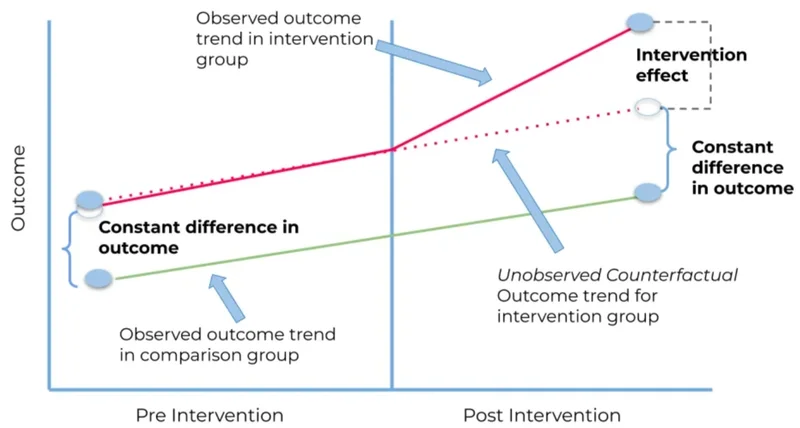 Observed outcome
trend in intervention
group
Intervention
effect
Constant
difference
in outcome
Outcome
Constant difference in
outcome
Unobserved Counterfactual
Outcome trend for
intervention group
Observed outcome trend
in comparison group
Pre Intervention
Post Intervention